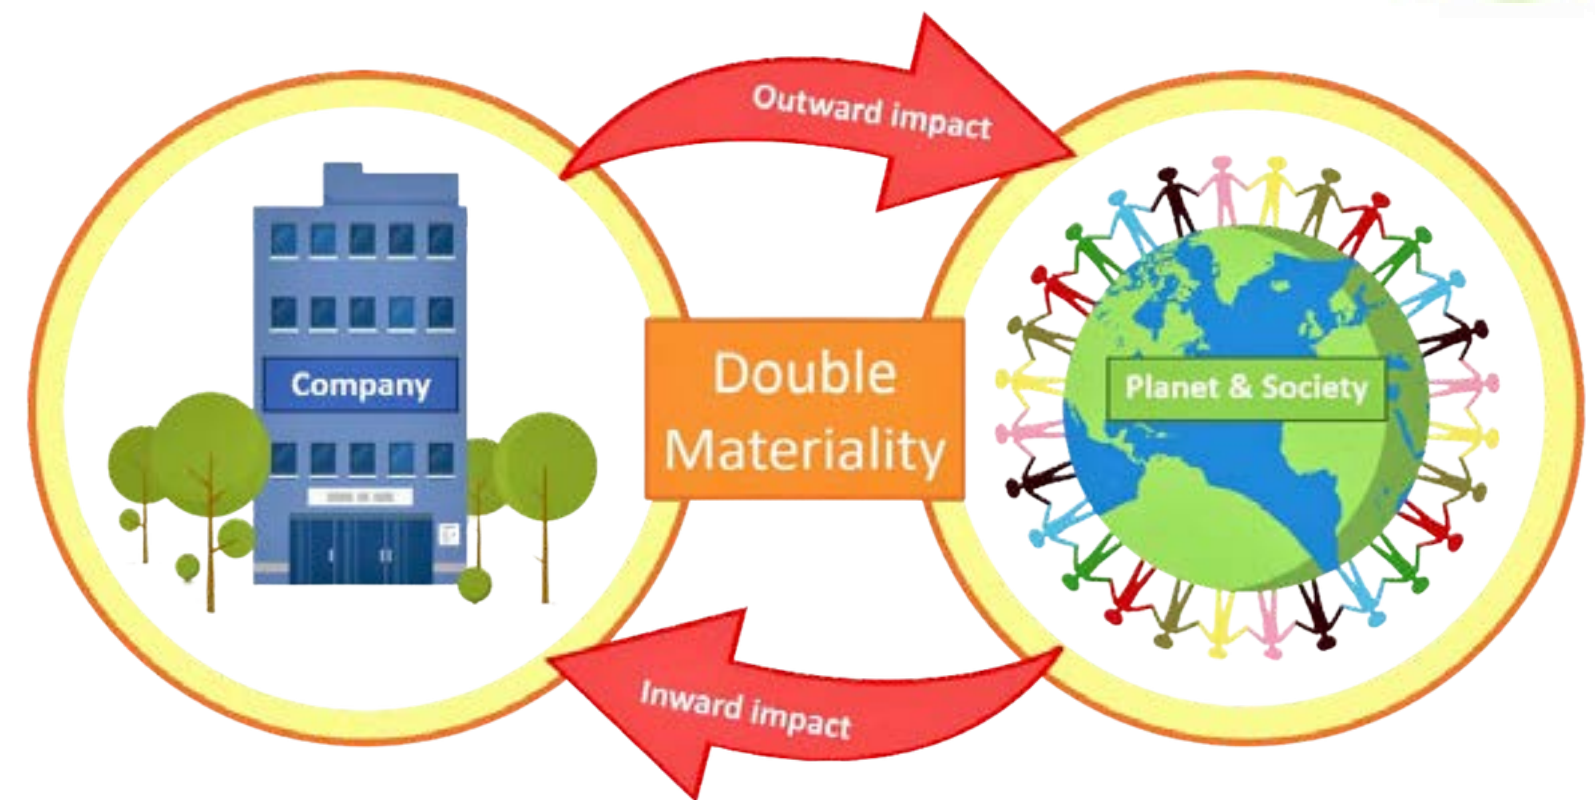 Outward impact
Company
Double
Materiality
Planet & Society
Inward impact